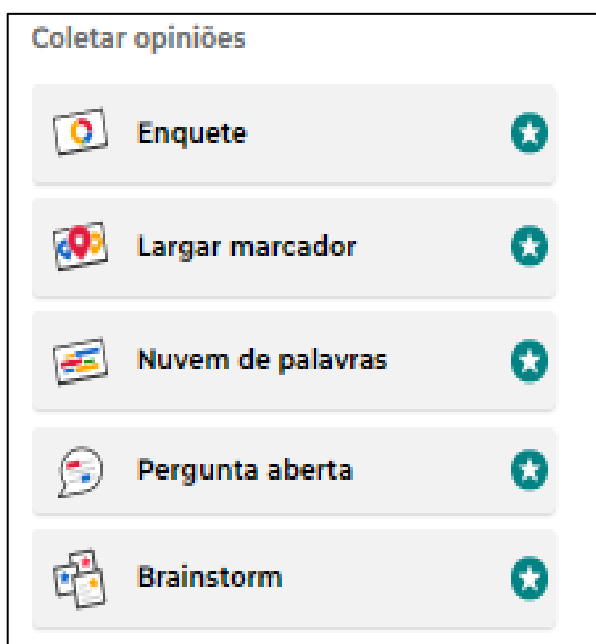 Coletar opiniões
Enquete
Largar marcador
Nuvem de palavras
Pergunta aberta
Brainstorm